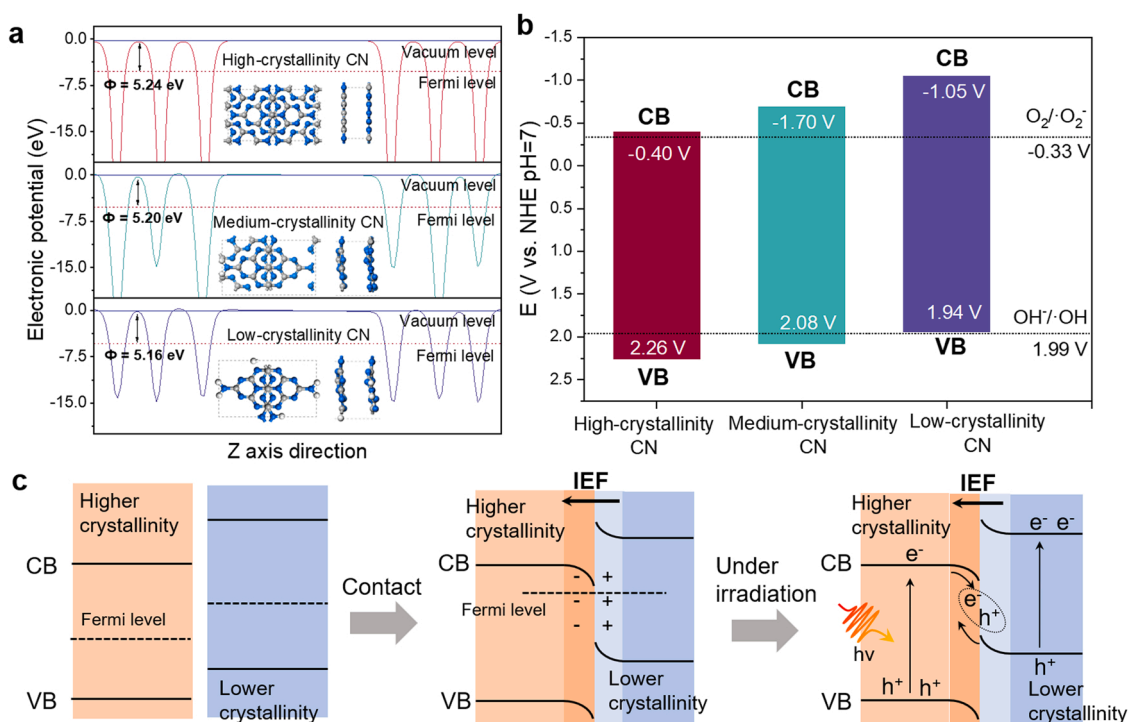 a
Electronic potential (eV)
0.0
-7.5
-15.0
High-crystallinity CN
Vacuum level
Fermi level
Φ = 5.24 eV
0.0
-7.5
-15.0
Medium-crystallinity CN
Vacuum level
Fermi level
Φ = 5.20 eV
0.0
-7.5
-15.0
Low-crystallinity CN
Vacuum level
Fermi level
Φ = 5.16 eV
Z axis direction
b
E (V vs. NHE pH=7)
-1.5
-1.0
-0.5
0.0
0.5
1.0
1.5
2.0
2.5
CB
-0.40 V
2.26 V
VB
CB
-1.70 V
2.08 V
VB
CB
-1.05 V
1.94 V
VB
O₂/·O₂⁻
-0.33 V
OH⁻/·OH
1.99 V
High-crystallinity
CN
Medium-crystallinity
CN
Low-crystallinity
CN
c
Higher
crystallinity
CB
Fermi level
VB
Lower
crystallinity
Contact
IEF
Higher
crystallinity
CB
- +
Fermi level
- +
- +
VB
Lower
crystallinity
Under
irradiation
IEF
Higher
crystallinity
e⁻ e⁻
CB
e⁻
e⁻
h⁺
hv
h⁺
h⁺ h⁺
VB
Lower
crystallinity